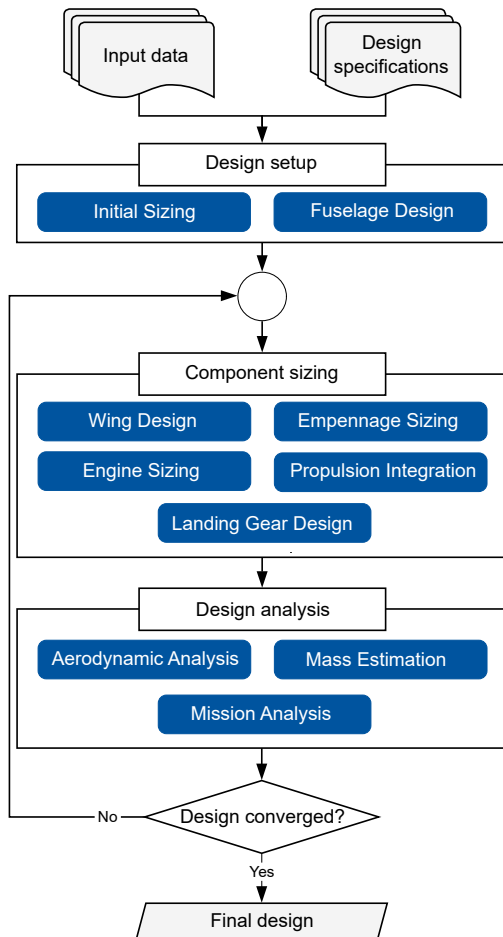 Input data
Design
specifications
Design setup
Initial Sizing
Fuselage Design
Component sizing
Wing Design
Empennage Sizing
Engine Sizing
Propulsion Integration
Landing Gear Design
Design analysis
Aerodynamic Analysis
Mass Estimation
Mission Analysis
No
Design converged?
Yes
Final design